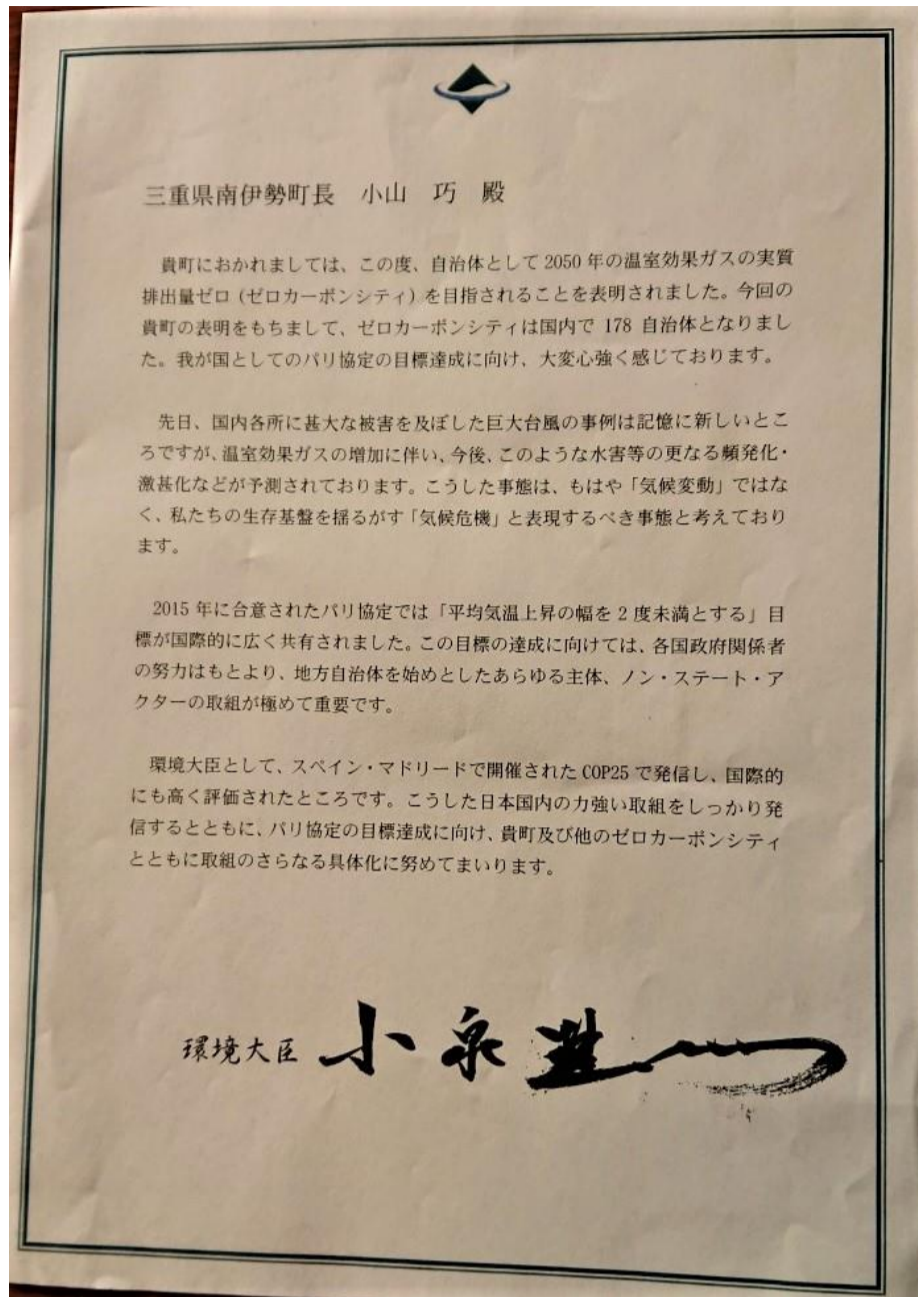 三重県南伊勢町長　小山　巧　殿
貴町におかれましては、この度、自治体として2050年の温室効果ガスの実質
排出量ゼロ(ゼロカーボンシティ)を目指されることを表明されました。今回の
貴町の表明をもちまして、ゼロカーボンシティは国内で178自治体となりまし
た。我が国としてのパリ協定の目標達成に向け、大変心強く感じております。
先日、国内各所に甚大な被害を及ぼした巨大台風の事例は記憶に新しいとこ
ろですが、温室効果ガスの増加に伴い、今後、このような水害等の更なる頻発化・
激甚化などが予測されております。こうした事態は、もはや「気候変動」ではな
く、私たちの生存基盤を揺るがす「気候危機」と表現するべき事態と考えており
ます。
2015年に合意されたパリ協定では「平均気温上昇の幅を2度未満とする」目
標が国際的に広く共有されました。この目標の達成に向けては、各国政府関係者
の努力はもとより、地方自治体を始めとしたあらゆる主体、ノン・ステート・ア
クターの取組が極めて重要です。
環境大臣として、スペイン・マドリードで開催されたCOP25で発信し、国際的
にも高く評価されたところです。こうした日本国内の力強い取組をしっかり発
信するとともに、パリ協定の目標達成に向け、貴町及び他のゼロカーボンシティ
とともに取組のさらなる具体化に努めてまいります。
環境大臣 小泉進